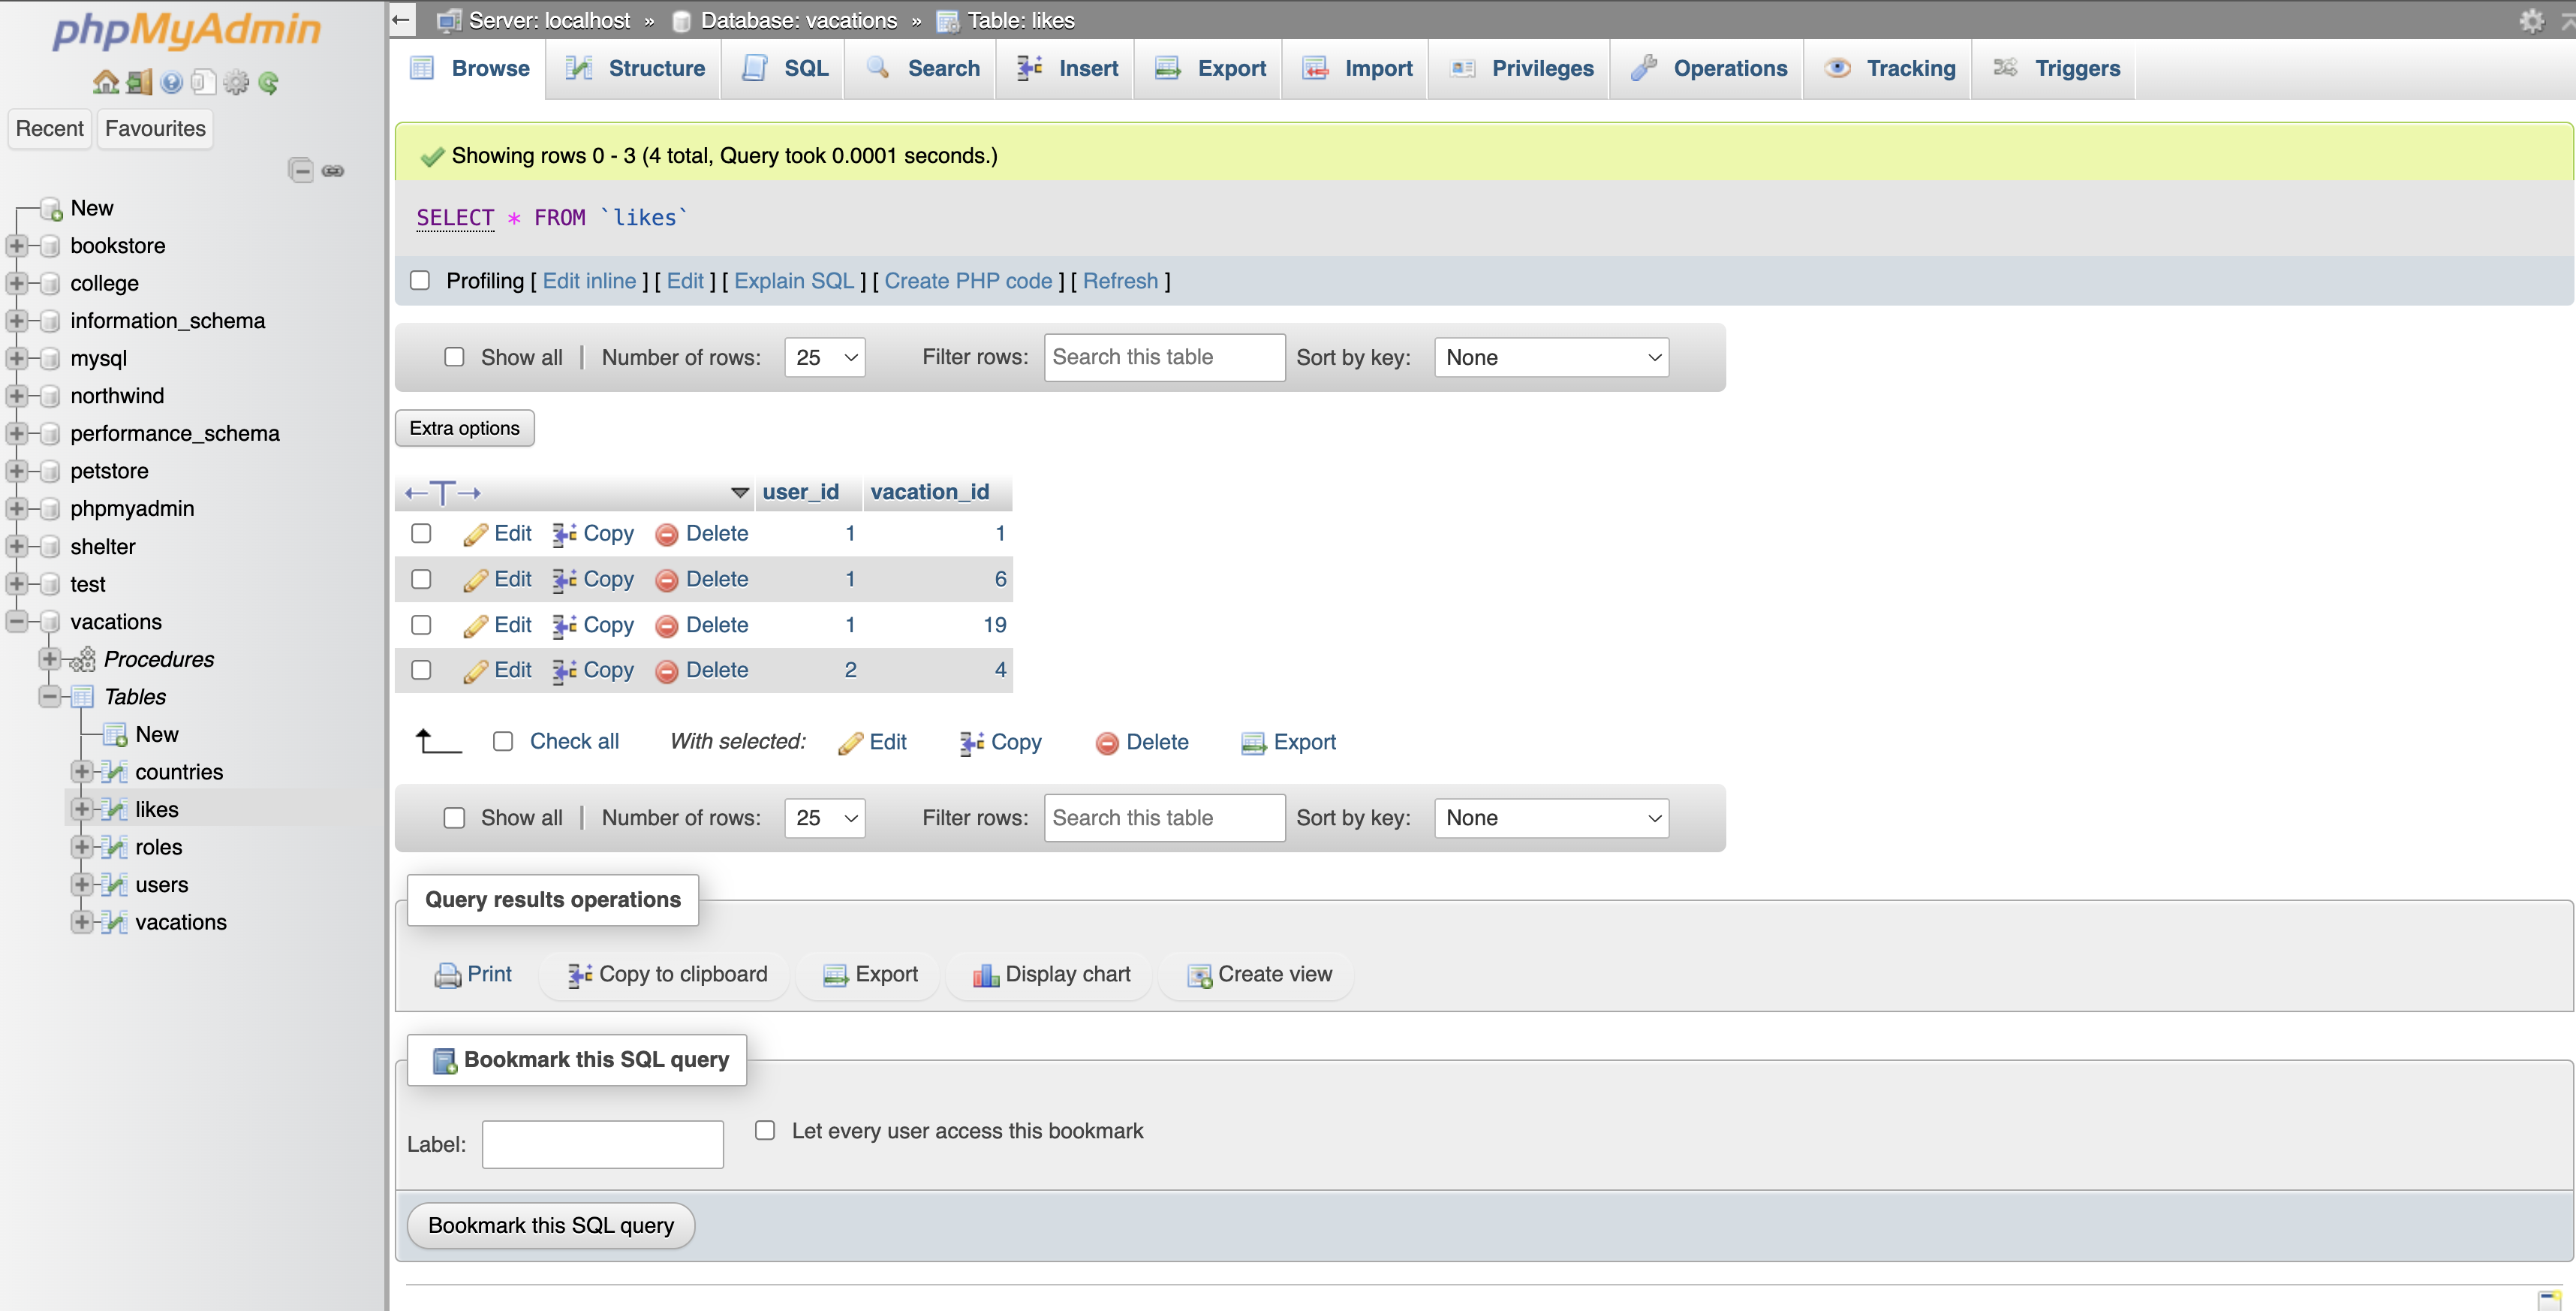 phpMyAdmin
Recent Favourites
New
bookstore
college
information_schema
mysql
northwind
performance_schema
petstore
phpmyadmin
shelter
test
vacations
Procedures
Tables
New
countries
likes
roles
users
vacations
Server: localhost » Database: vacations » Table: likes
Browse Structure SQL Search Insert Export Import Privileges Operations Tracking Triggers
Showing rows 0 - 3 (4 total, Query took 0.0001 seconds.)
SELECT * FROM `likes`
Profiling [ Edit inline ] [ Edit ] [ Explain SQL ] [ Create PHP code ] [ Refresh ]
Show all | Number of rows: 25 Filter rows: Search this table Sort by key: None
Extra options
←T→ user_id vacation_id
Edit Copy Delete 1 1
Edit Copy Delete 1 6
Edit Copy Delete 1 19
Edit Copy Delete 2 4
Check all With selected: Edit Copy Delete Export
Show all | Number of rows: 25 Filter rows: Search this table Sort by key: None
Query results operations
Print Copy to clipboard Export Display chart Create view
Bookmark this SQL query
Label: Let every user access this bookmark
Bookmark this SQL query